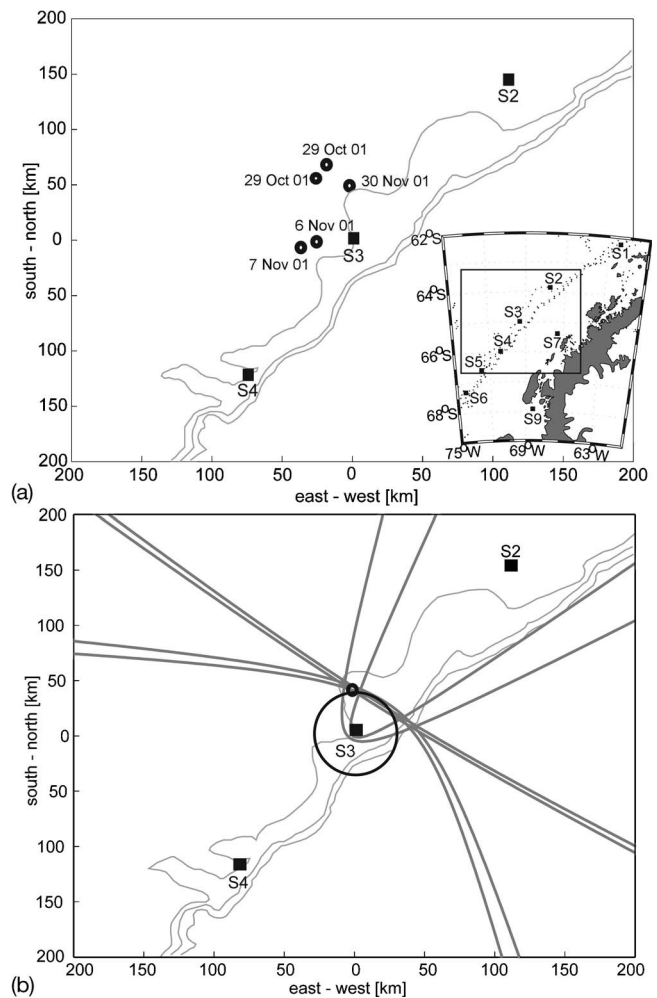 200
150
S2
100
29 Oct 01
50
29 Oct 01
30 Nov 01
6 Nov 01
0
S3
7 Nov 01
50
100
S4
150
200
200 150 100 50 0 50 100 150 200
south - north [km]
east - west [km]
(a)
62°S
64°S
66°S
68°S
75°W
69°W
63°W
S1
S2
S3
S4
S7
S5
S6
S9
200
150
S2
100
50
0
S3
50
100
S4
150
200
200 150 100 50 0 50 100 150 200
south - north [km]
east - west [km]
(b)